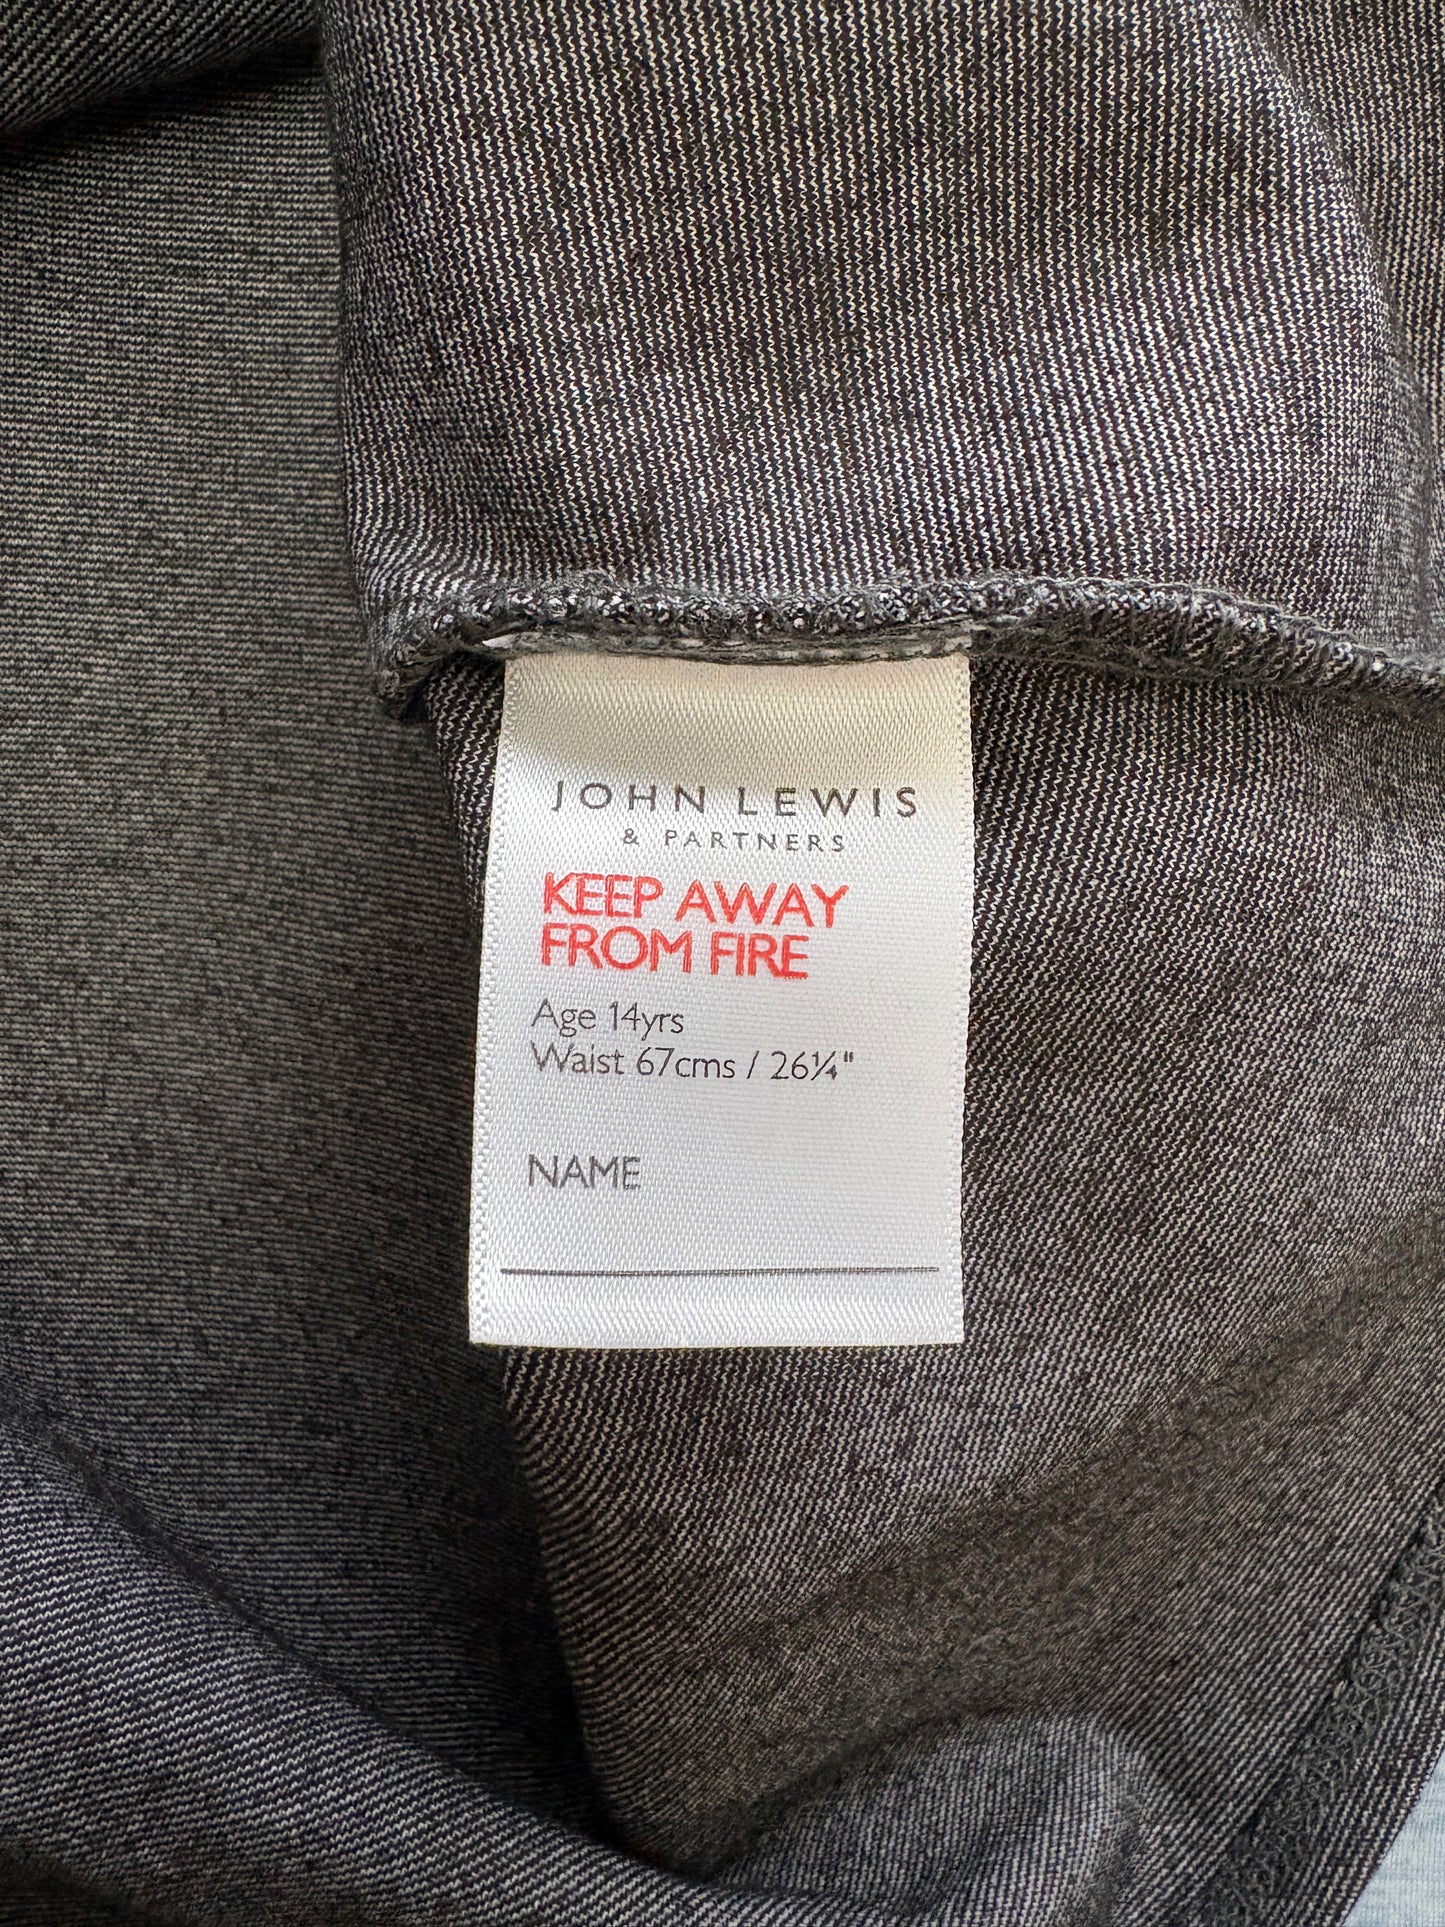 JOHN LEWIS
& PARTNERS
KEEP AWAY
FROM FIRE
Age 14yrs
Waist 67cms / 26¼"
NAME